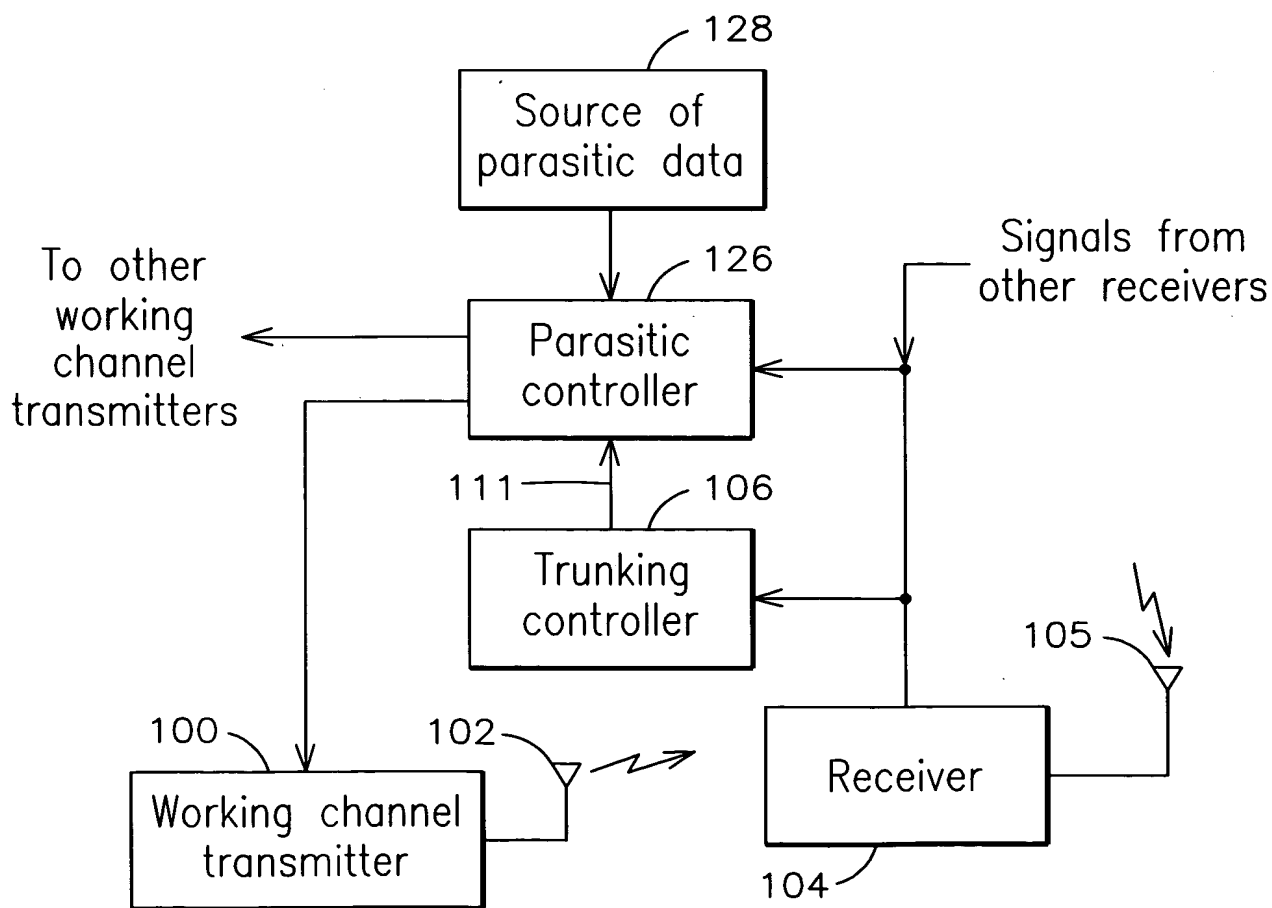 128
Source of
parasitic data
To other
working
channel
transmitters
126
Parasitic
controller
Signals from
other receivers
111
106
Trunking
controller
105
100
Working channel
transmitter
102
Receiver
104